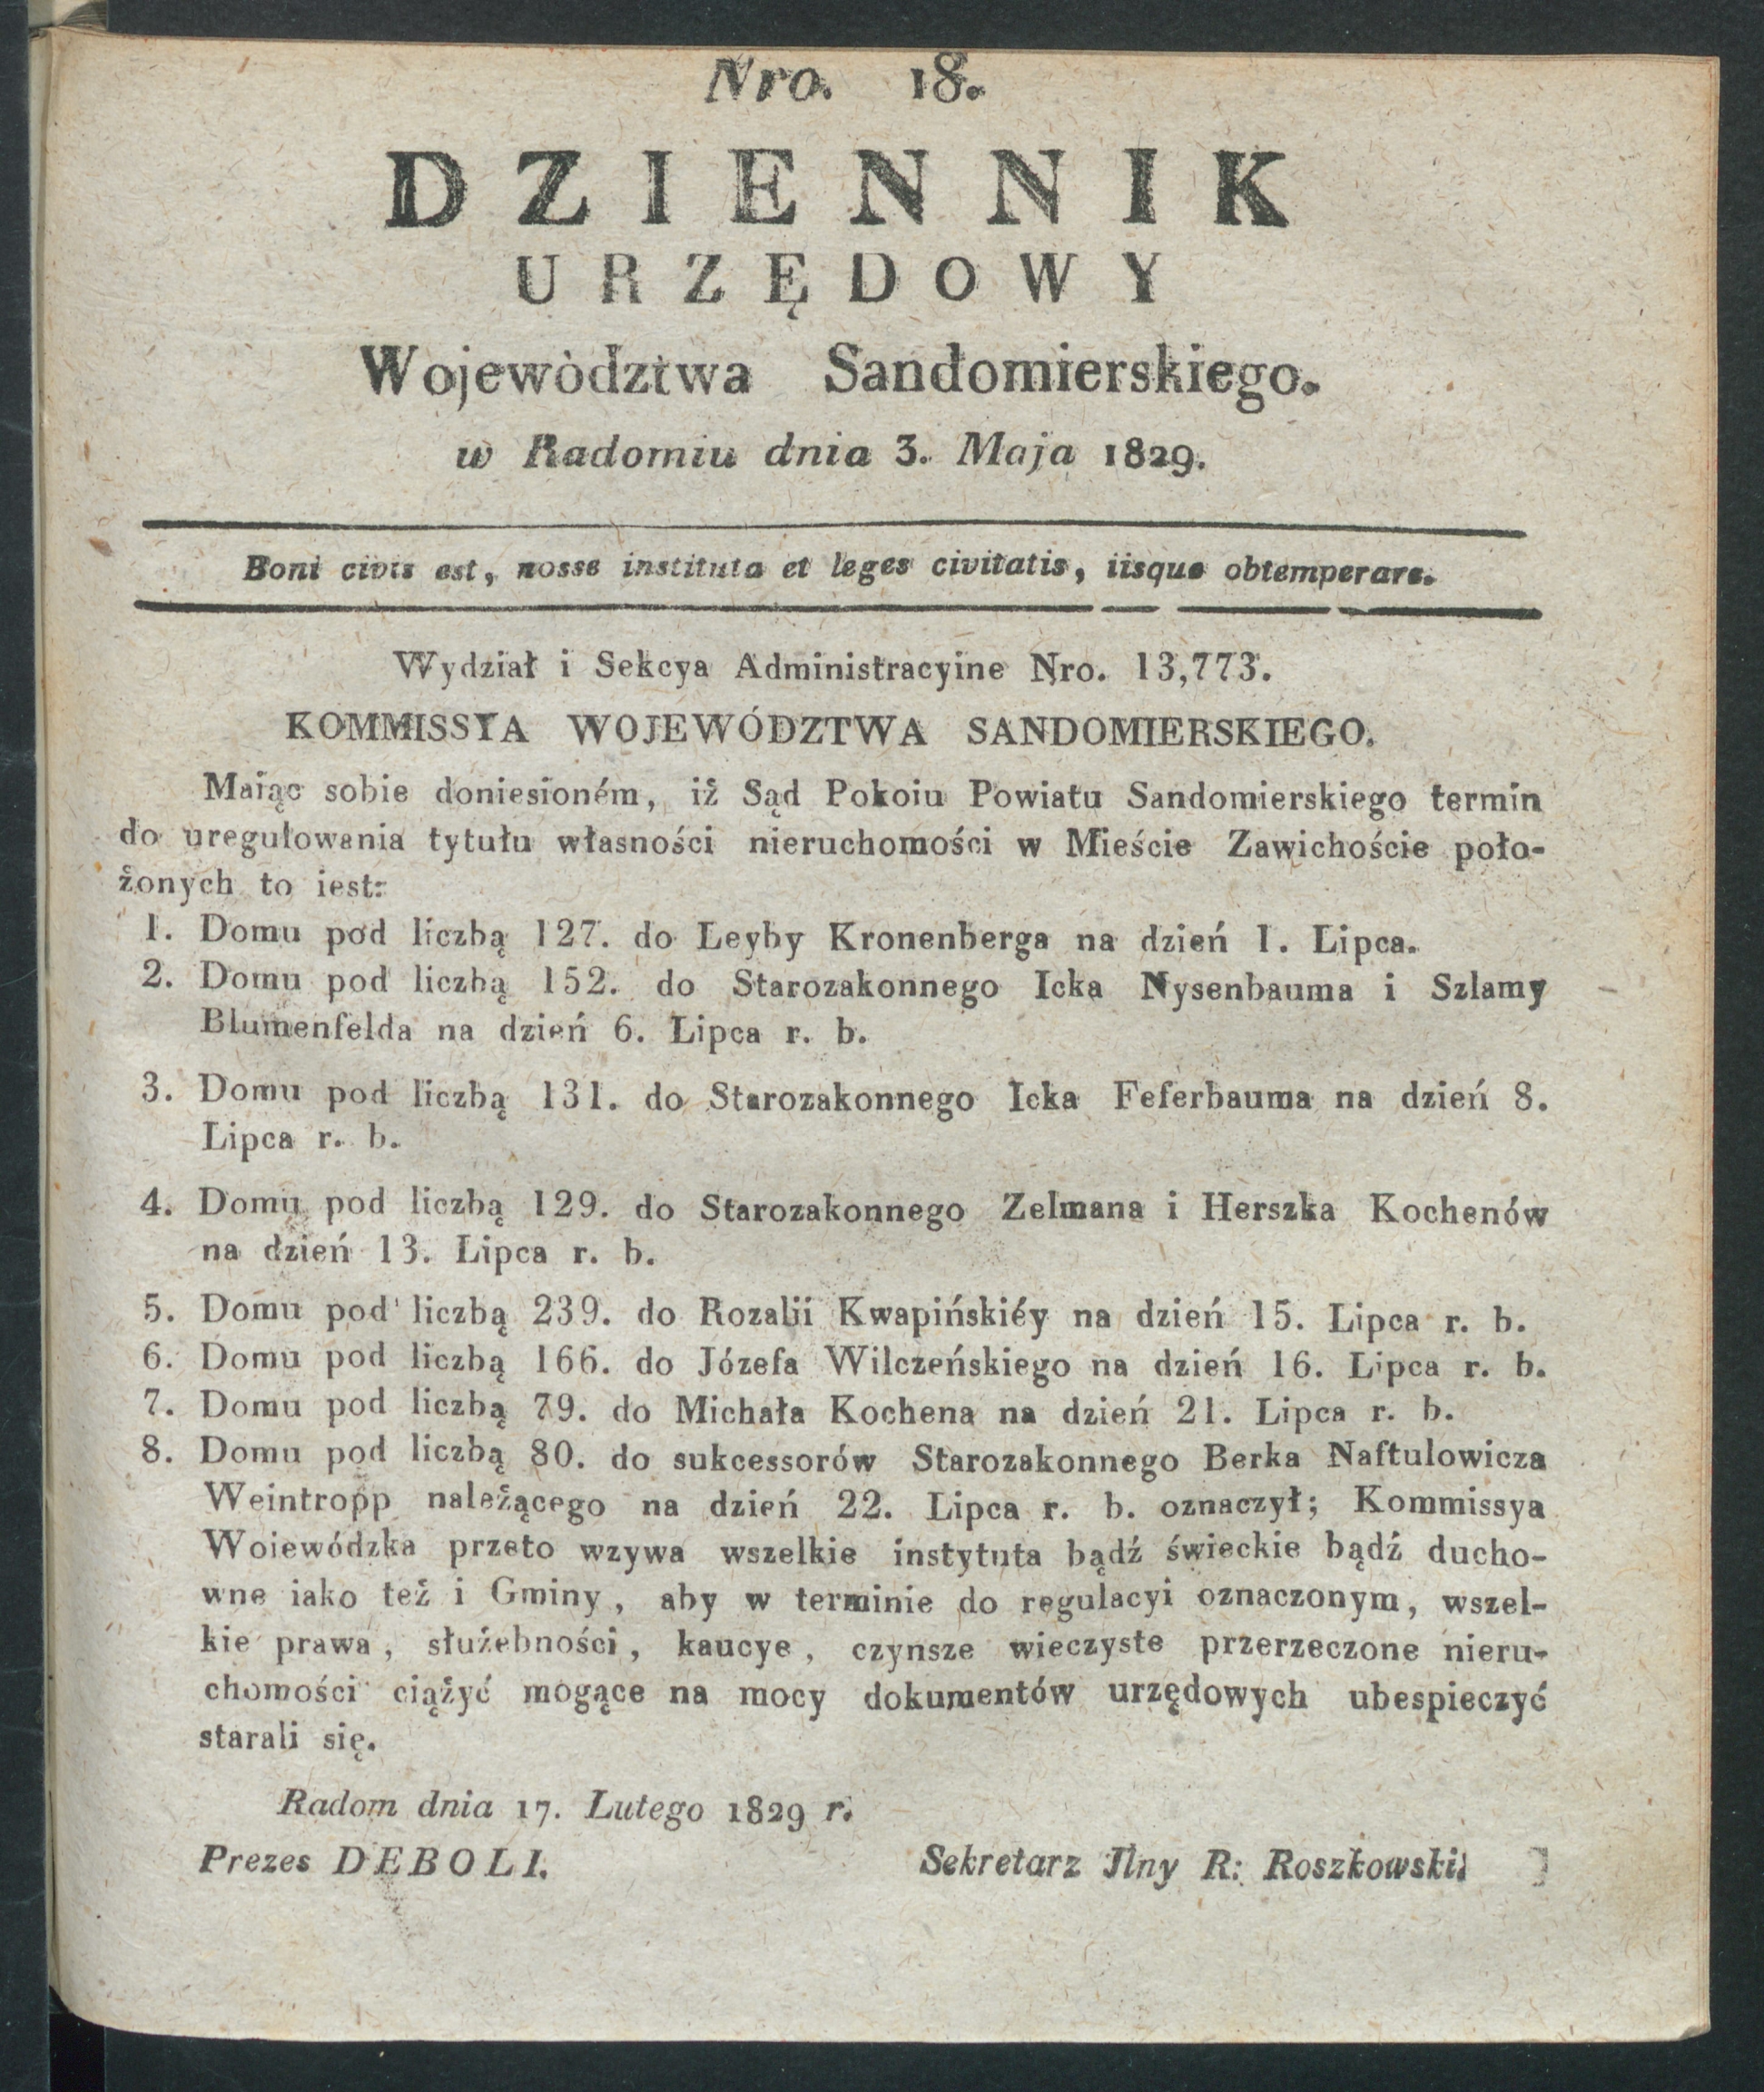 Nro. 18.
DZIENNIK
URZĘDOWY
Wojewòdztwa Sandomierskiego.
w Radomiu dnia 3. Maja 1829.
Boni civis est, nosse instituta et leges civitatis, iisque obtemperare.
Wydział i Sekcya Administracyine Nro. 13,773.
KOMMISSYA WOJEWÓDZTWA SANDOMIERSKIEGO.
Maiąc sobie doniesioném, iż Sąd Pokoiu Powiatu Sandomierskiego termin
do uregulowania tytułu własności nieruchomości w Mieście Zawichoście poło-
żonych to iest:
1. Domu pod liczbą 127. do Leyby Kronenberga na dzień 1. Lipca.
2. Domu pod liczbą 152. do Starozakonnego Icka Nysenbauma i Szlamy
Blumenfelda na dzień 6. Lipca r. b.
3. Domu pod liczbą 131. do Starozakonnego Icka Feferbauma na dzień 8.
Lipca r. b.
4. Domu pod liczbą 129. do Starozakonnego Zelmana i Herszka Kochenów
na dzień 13. Lipca r. b.
5. Domu pod liczbą 239. do Rozalii Kwapińskiéy na dzień 15. Lipca r. b.
6. Domu pod liczbą 166. do Józefa Wilczeńskiego na dzień 16. Lipca r. b.
7. Domu pod liczbą 79. do Michała Kochena na dzień 21. Lipca r. b.
8. Domu pod liczbą 80. do sukcessorów Starozakonnego Berka Naftulowicza
Weintropp należącego na dzień 22. Lipca r. b. oznaczył; Kommissya
Woiewódzka przeto wzywa wszelkie instytuta bądź świeckie bądź ducho-
wne iako też i Gminy, aby w terminie do regulacyi oznaczonym, wszel-
kie prawa, służebności, kaucye, czynsze wieczyste przerzeczone nieru-
chomości ciążyć mogące na mocy dokumentów urzędowych ubespieczyć
starali się.
Radom dnia 17. Lutego 1829 r.
Prezes DEBOLI. Sekretarz Jlny R: Roszkowski.